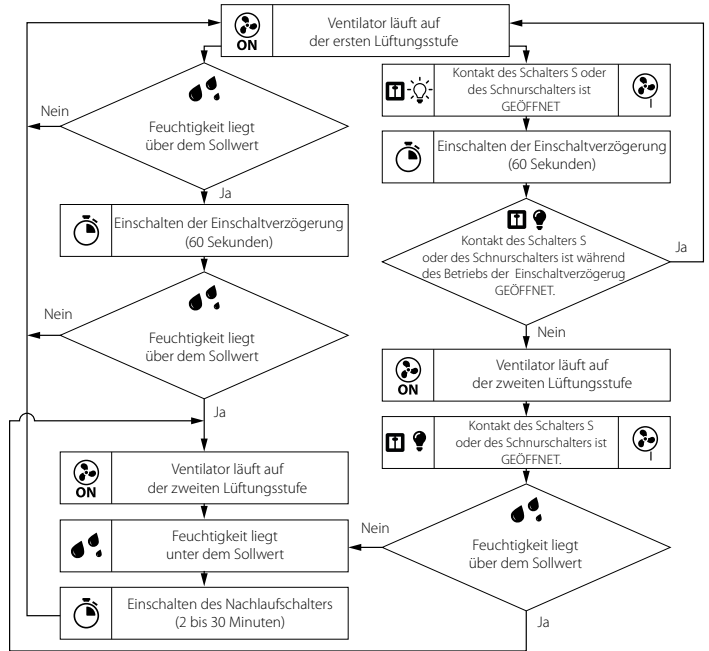 ON
Ventilator läuft auf
der ersten Lüftungsstufe
Nein
Feuchtigkeit liegt
über dem Sollwert
Ja
Einschalten der Einschaltverzögerung
(60 Sekunden)
Nein
Feuchtigkeit liegt
über dem Sollwert
Ja
ON
Ventilator läuft auf
der zweiten Lüftungsstufe
Feuchtigkeit liegt
unter dem Sollwert
Einschalten des Nachlaufschalters
(2 bis 30 Minuten)
Kontakt des Schalters S oder
des Schnurschalters ist
GEÖFFNET
I
Einschalten der Einschaltverzögerung
(60 Sekunden)
Kontakt des Schalters S
oder des Schnurschalters ist während
des Betriebs der Einschaltverzögerug
GEÖFFNET.
Ja
Nein
ON
Ventilator läuft auf
der zweiten Lüftungsstufe
Kontakt des Schalters S
oder des Schnurschalters ist
GEÖFFNET.
I
Nein
Feuchtigkeit liegt
über dem Sollwert
Ja